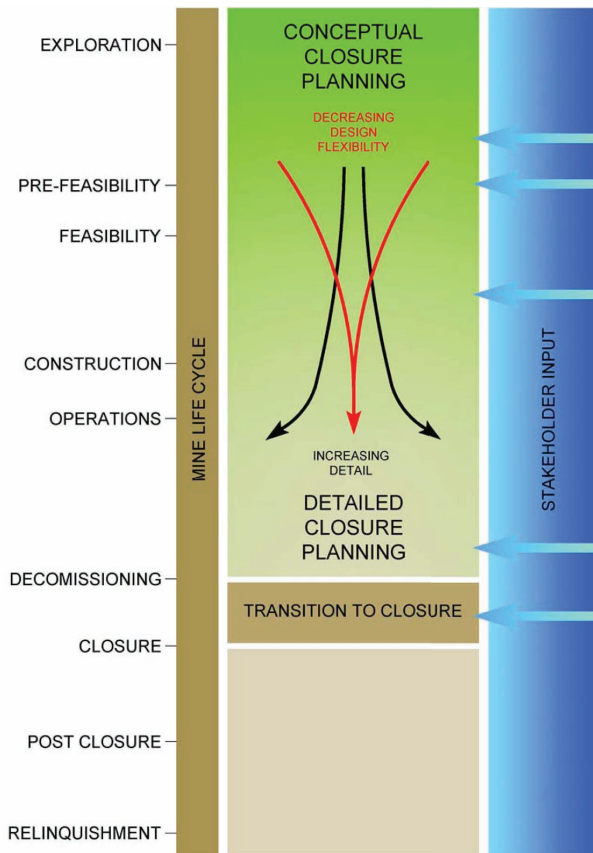 EXPLORATION
PRE-FEASIBILITY
FEASIBILITY
CONSTRUCTION
OPERATIONS
DECOMISSIONING
CLOSURE
POST CLOSURE
RELINQUISHMENT
MINE LIFE CYCLE
CONCEPTUAL
CLOSURE
PLANNING
DECREASING
DESIGN
FLEXIBILITY
INCREASING
DETAIL
DETAILED
CLOSURE
PLANNING
TRANSITION TO CLOSURE
STAKEHOLDER INPUT